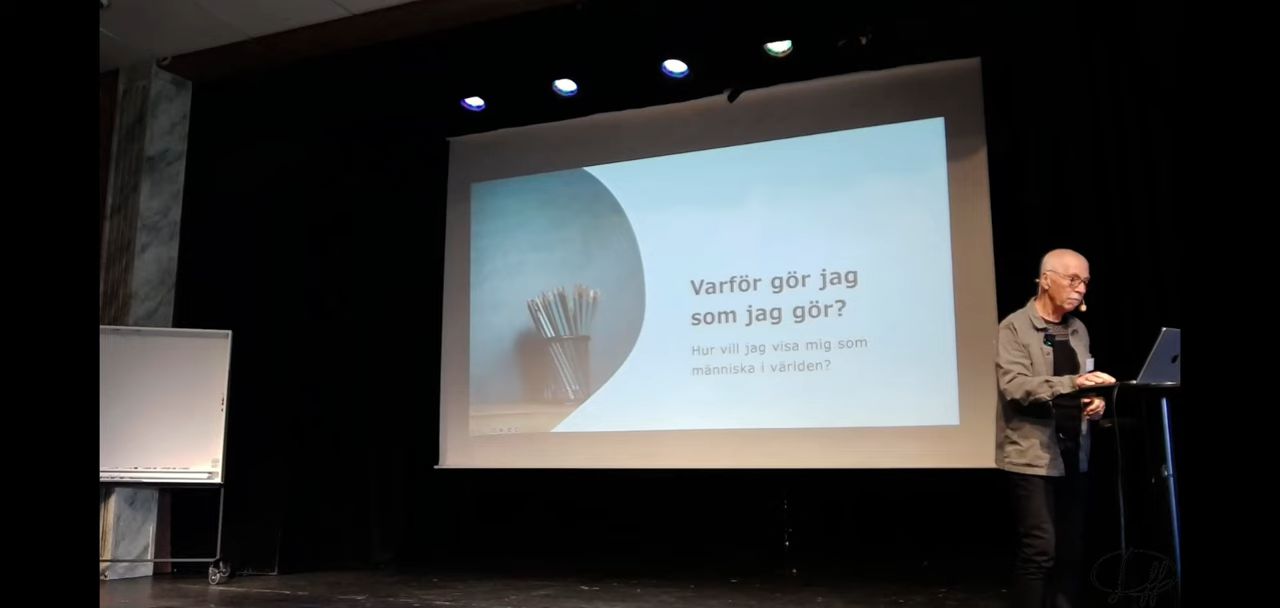 Varför gör jag
som jag gör?
Hur vill jag visa mig som
människa i världen?